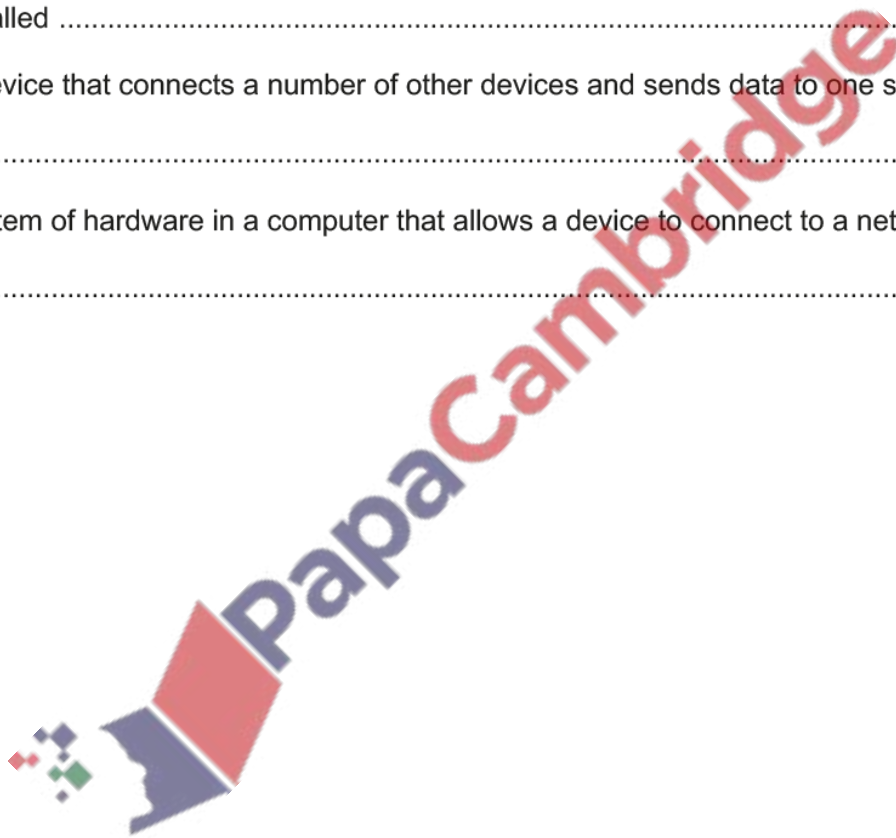 alled ........................................................................................................
evice that connects a number of other devices and sends data to one s
................................................................................................................
tem of hardware in a computer that allows a device to connect to a net
................................................................................................................
PapaCambridge